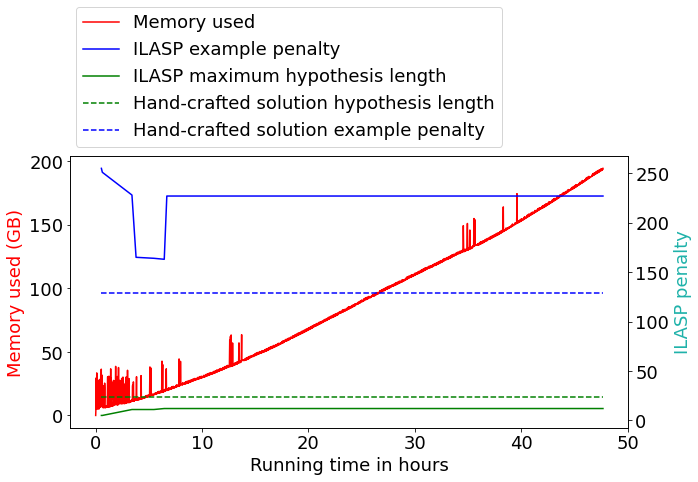 Memory used
ILASP example penalty
ILASP maximum hypothesis length
Hand-crafted solution hypothesis length
Hand-crafted solution example penalty
200
150
100
50
0
Memory used (GB)
250
200
150
100
50
0
ILASP penalty
0 10 20 30 40 50
Running time in hours